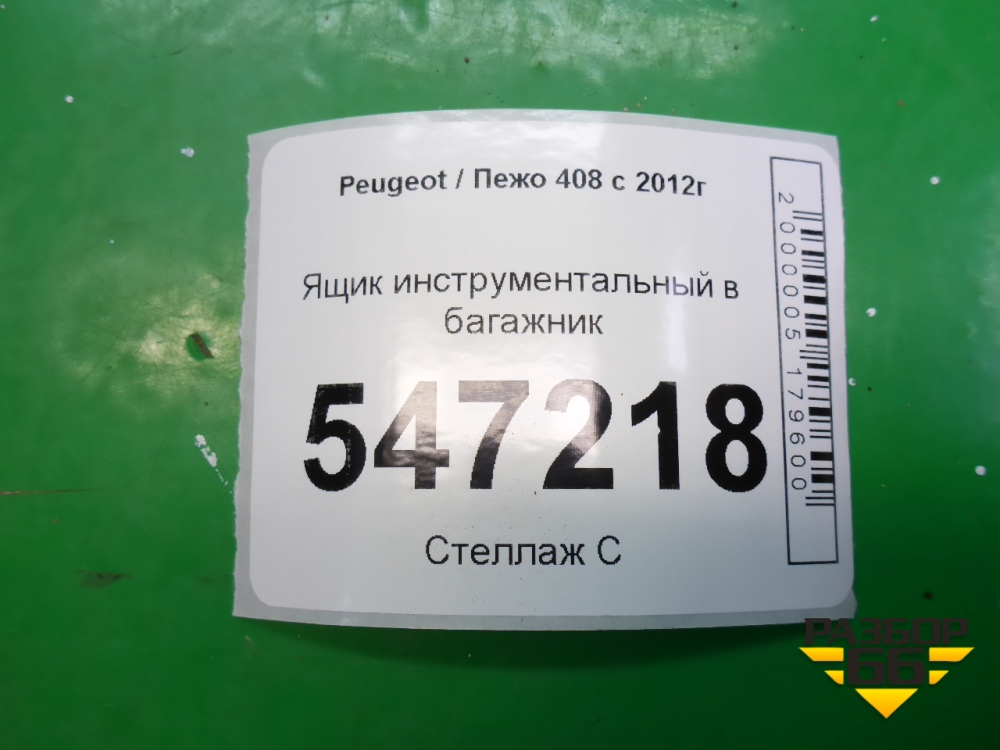 Peugeot / Пежо 408 с 2012г
Ящик инструментальный в
багажник
547218
Стеллаж С
2000005179600
РАЗБОР
66